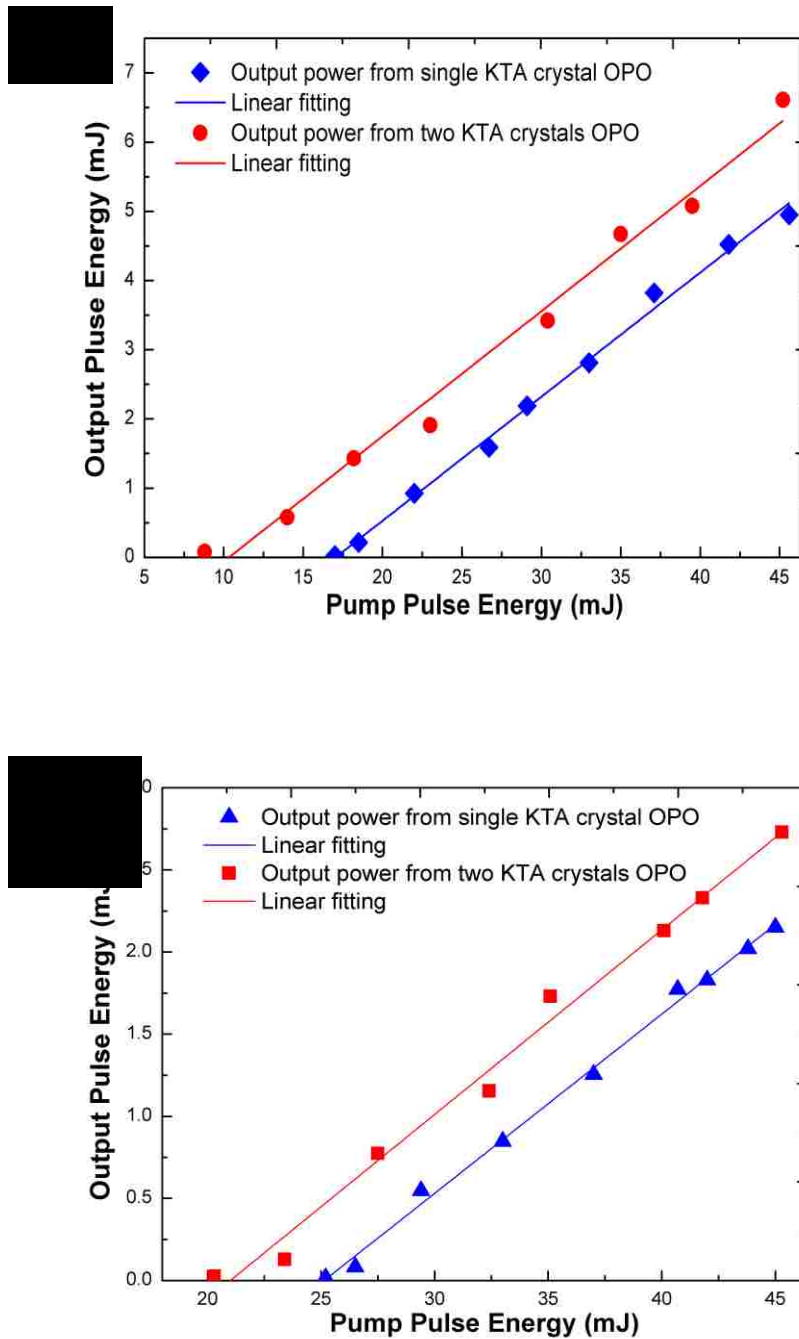 7
6
5
4
3
2
1
0
Output Pluse Energy (mJ)
Output power from single KTA crystal OPO
Linear fitting
Output power from two KTA crystals OPO
Linear fitting
5 10 15 20 25 30 35 40 45
Pump Pulse Energy (mJ)
2.0
1.5
1.0
0.5
0.0
Output Pulse Energy
Output power from single KTA crystal OPO
Linear fitting
Output power from two KTA crystals OPO
Linear fitting
20 25 30 35 40 45
Pump Pulse Energy (mJ)